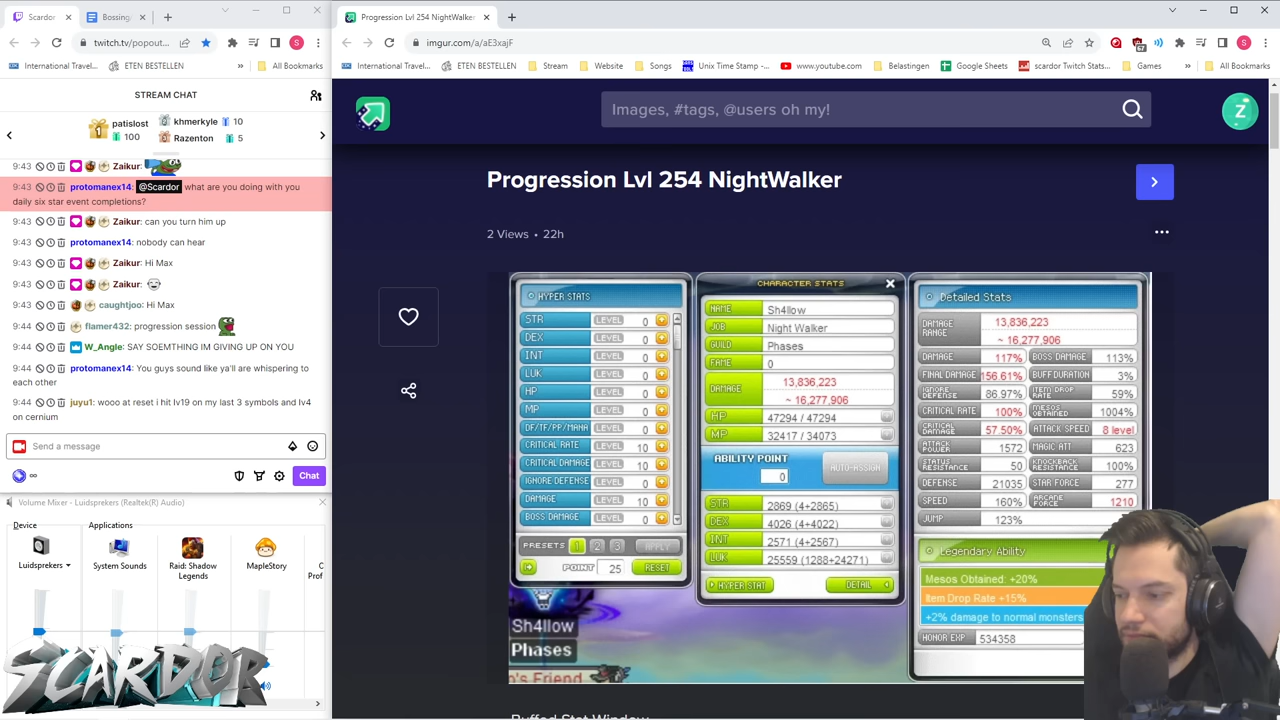 Scardor
Bossing
Progression Lvl 254 NightWalker
twitch.tv/popout...
S
imgur.com/a/aE3xajF
S
International Travel...
ETEN BESTELLEN
»
All Bookmarks
International Travel...
ETEN BESTELLEN
Stream
Website
Songs
Unix Time Stamp -...
www.youtube.com
Belastingen
Google Sheets
scardor Twitch Stats...
Games
»
All Bookmarks
STREAM CHAT
patislost
100
khmerkyle 10
Razenton 5
9:43 Zaikur:
9:43 protomanex14: @Scardor what are you doing with you
daily six star event completions?
9:43 Zaikur: can you turn him up
9:43 protomanex14: nobody can hear
9:43 Zaikur: Hi Max
9:43 Zaikur:
9:43 caughtjoo: Hi Max
9:44 flamer432: progression session
9:44 W_Angle: SAY SOEMTHING IM GIVING UP ON YOU
9:44 protomanex14: You guys sound like ya'll are whispering to
each other
9:44 juyu1: wooo at reset i hit lv19 on my last 3 symbols and lv4
on cernium
Send a message
∞
Chat
Volume Mixer - Luidsprekers (Realtek(R) Audio)
Device
Applications
Luidsprekers
System Sounds
Raid: Shadow
Legends
MapleStory
SCARDOR
Images, #tags, @users oh my!
Z
Progression Lvl 254 NightWalker
2 Views • 22h
HYPER STATS
STR LEVEL 0
DEX LEVEL 0
INT LEVEL 0
LUK LEVEL 0
HP LEVEL 0
MP LEVEL 0
DF/TF/PP/MANA LEVEL 0
CRITICAL RATE LEVEL 10
CRITICAL DAMAGE LEVEL 10
IGNORE DEFENSE LEVEL 0
DAMAGE LEVEL 10
BOSS DAMAGE LEVEL 0
PRESETS 1 2 3 APPLY
POINT 25 RESET
CHARACTER STATS
NAME Sh4llow
JOB Night Walker
GUILD Phases
FAME 0
DAMAGE 13,836,223
~ 16,277,906
HP 47294 / 47294
MP 32417 / 34073
ABILITY POINT
0
AUTO-ASSIGN
STR 2869 (4+2865)
DEX 4026 (4+4022)
INT 2571 (4+2567)
LUK 25559 (1288+24271)
HYPER STAT
DETAIL
Detailed Stats
DAMAGE RANGE 13,836,223
~ 16,277,906
DAMAGE 117% BOSS DAMAGE 113%
FINAL DAMAGE 156.61% BUFF DURATION 3%
IGNORE DEFENSE 86.97% ITEM DROP RATE 59%
CRITICAL RATE 100% MESOS OBTAINED 1004%
CRITICAL DAMAGE 57.50% ATTACK SPEED 8 level
ATTACK POWER 1572 MAGIC ATT 623
STATUS RESISTANCE 50 KNOCKBACK RESISTANCE 100%
DEFENSE 21035 STAR FORCE 277
SPEED 160% ARCANE FORCE 1210
JUMP 123%
Legendary Ability
Mesos Obtained: +20%
Item Drop Rate +15%
+2% damage to normal monsters
HONOR EXP 534358
Sh4llow
Phases
Friend
Buffed Stat Window